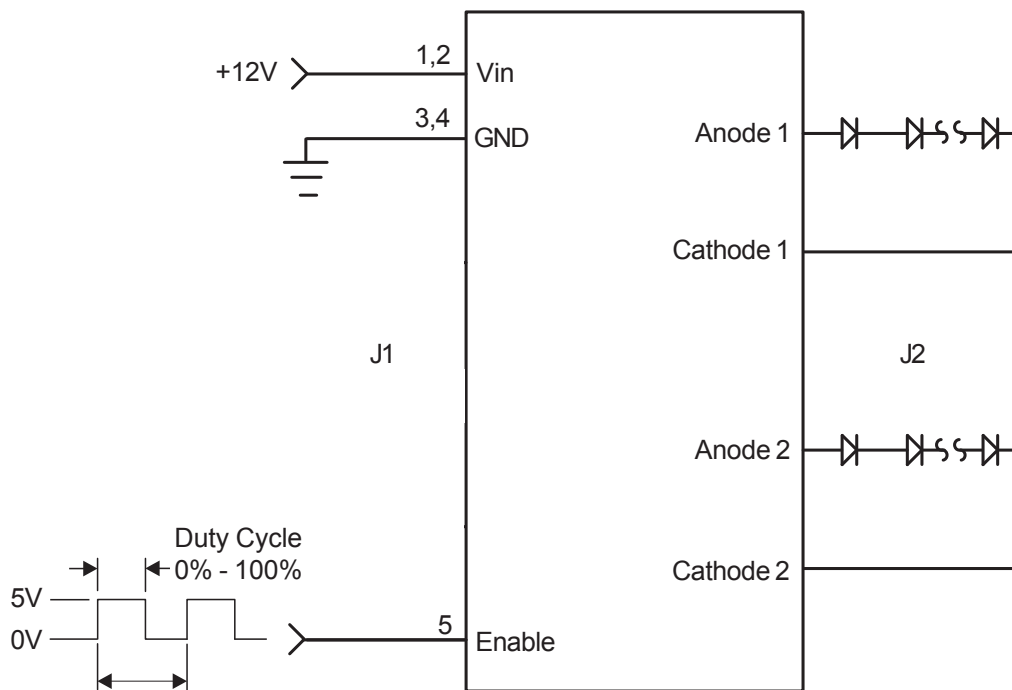 1,2
+12V
Vin
3,4
GND
Anode 1
Cathode 1
J1
J2
Anode 2
Duty Cycle
0% - 100%
Cathode 2
5V
0V
5
Enable